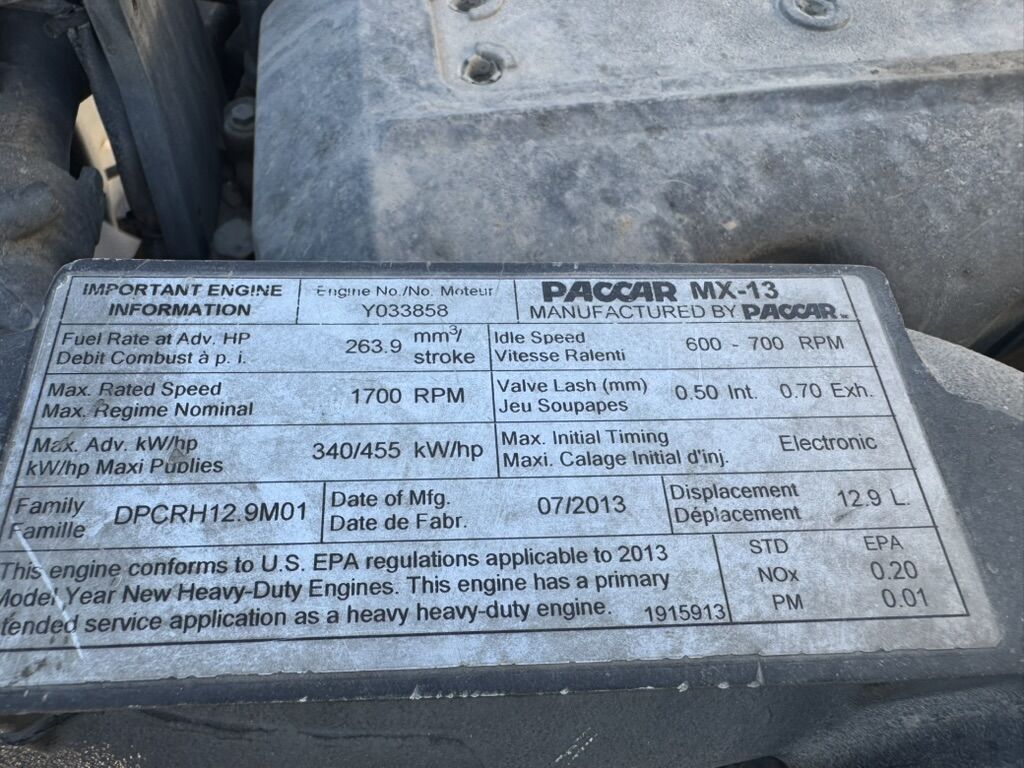 IMPORTANT ENGINE
INFORMATION
Engine No./No. Moteur
Y033858
PACCAR MX-13
MANUFACTURED BY PACCAR INC
Fuel Rate at Adv. HP
Debit Combust à p. i.
263.9 mm3/
stroke
Idle Speed
Vitesse Ralenti
600 - 700 RPM
Max. Rated Speed
Max. Regime Nominal
1700 RPM
Valve Lash (mm)
Jeu Soupapes
0.50 Int. 0.70 Exh.
Max. Adv. kW/hp
kW/hp Maxi Publies
340/455 kW/hp
Max. Initial Timing
Maxi. Calage Initial d'inj.
Electronic
Family
Famille
DPCRH12.9M01
Date of Mfg.
Date de Fabr.
07/2013
Displacement
Déplacement
12.9 L.
This engine conforms to U.S. EPA regulations applicable to 2013
Model Year New Heavy-Duty Engines. This engine has a primary
tended service application as a heavy heavy-duty engine.
1915913
STD EPA
NOx 0.20
PM 0.01